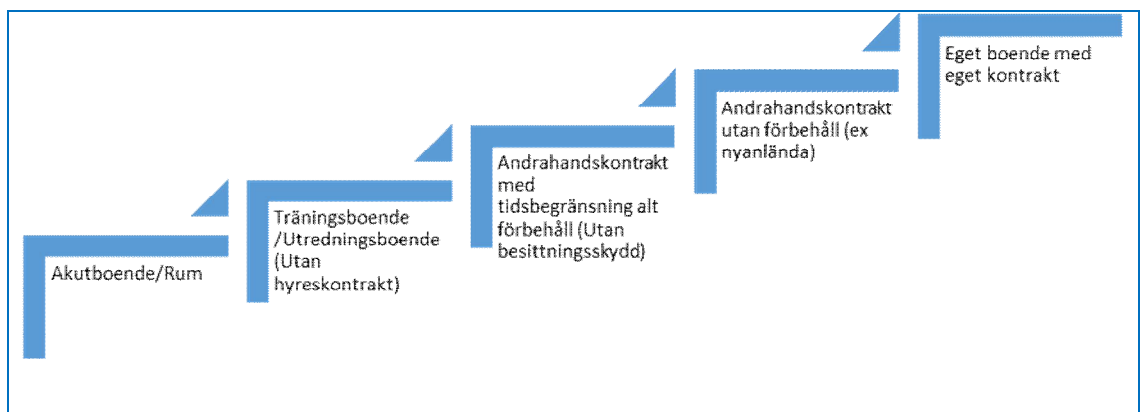 Akutboende/Rum
Träningsboende
/Utredningsboende
(Utan
hyreskontrakt)
Andrahandskontrakt
med
tidsbegränsning alt
förbehåll (Utan
besittningsskydd)
Andrahandskontrakt
utan förbehåll (ex
nyanlända)
Eget boende med
eget kontrakt